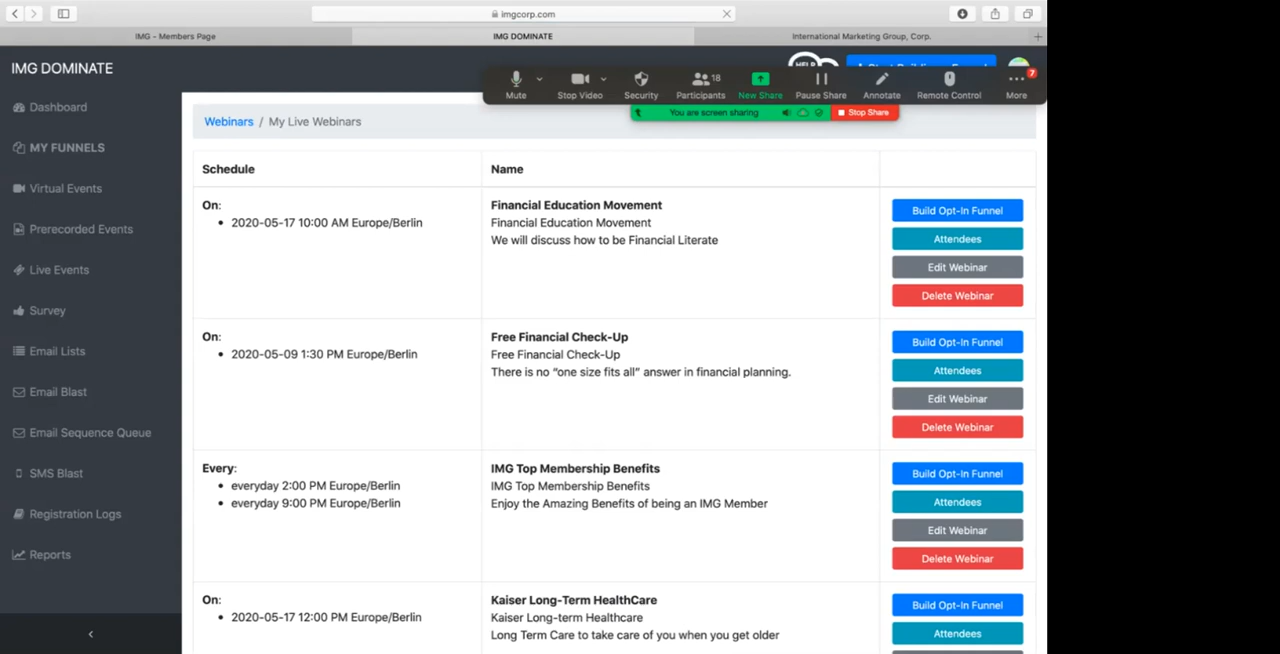 imgcorp.com
IMG - Members Page
IMG DOMINATE
International Marketing Group, Corp.
IMG DOMINATE
HELP
Mute
Stop Video
Security
18
Participants
New Share
Pause Share
Annotate
Remote Control
7
More
You are screen sharing
Stop Share
Dashboard
MY FUNNELS
Virtual Events
Prerecorded Events
Live Events
Survey
Email Lists
Email Blast
Email Sequence Queue
SMS Blast
Registration Logs
Reports
Webinars / My Live Webinars
Schedule
Name
On:
2020-05-17 10:00 AM Europe/Berlin
Financial Education Movement
Financial Education Movement
We will discuss how to be Financial Literate
Build Opt-In Funnel
Attendees
Edit Webinar
Delete Webinar
On:
2020-05-09 1:30 PM Europe/Berlin
Free Financial Check-Up
Free Financial Check-Up
There is no “one size fits all” answer in financial planning.
Build Opt-In Funnel
Attendees
Edit Webinar
Delete Webinar
Every:
everyday 2:00 PM Europe/Berlin
everyday 9:00 PM Europe/Berlin
IMG Top Membership Benefits
IMG Top Membership Benefits
Enjoy the Amazing Benefits of being an IMG Member
Build Opt-In Funnel
Attendees
Edit Webinar
Delete Webinar
On:
2020-05-17 12:00 PM Europe/Berlin
Kaiser Long-Term HealthCare
Kaiser Long-term Healthcare
Long Term Care to take care of you when you get older
Build Opt-In Funnel
Attendees